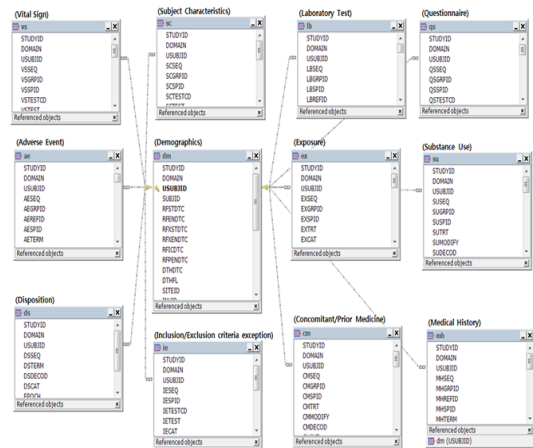 (Vital Sign)
vs
STUDYID
DOMAIN
USUBJID
VSSEQ
VSGRPID
VSSPID
VSTESTCD
VSTEST
Referenced objects
(Subject Characteristics)
sc
STUDYID
DOMAIN
USUBJID
SCSEQ
SCGRPID
SCSPID
SCTESTCD
SCTEST
Referenced objects
(Laboratory Test)
lb
STUDYID
DOMAIN
USUBJID
LBSEQ
LBGRPID
LBSPID
LBREFID
Referenced objects
(Questionnaire)
qs
STUDYID
DOMAIN
USUBJID
QSSEQ
QSGRPID
QSSPID
QSTESTCD
Referenced objects
(Adverse Event)
ae
STUDYID
DOMAIN
USUBJID
AESEQ
AEGRPID
AEREFID
AESPID
AETERM
Referenced objects
(Demographics)
dm
STUDYID
DOMAIN
USUBJID
SUBJID
RFSTDTC
RFENDTC
RFXSTDTC
RFXENDTC
RFICDTC
RFPENDTC
DTHDTC
DTHFL
SITEID
Referenced objects
(Exposure)
ex
STUDYID
DOMAIN
USUBJID
EXSEQ
EXGRPID
EXSPID
EXTRT
EXCAT
Referenced objects
(Substance Use)
su
STUDYID
DOMAIN
USUBJID
SUSEQ
SUGRPID
SUSPID
SUTRT
SUMODIFY
SUDECOD
Referenced objects
(Disposition)
ds
STUDYID
DOMAIN
USUBJID
DSSEQ
DSTERM
DSDECOD
DSCAT
EPOCH
Referenced objects
(Inclusion/Exclusion criteria exception)
ie
STUDYID
DOMAIN
USUBJID
IESEQ
IESPID
IETESTCD
IETEST
IECAT
Referenced objects
(Concomitant/Prior Medicine)
cm
STUDYID
DOMAIN
USUBJID
CMSEQ
CMGRPID
CMSPID
CMTRT
CMMODIFY
CMDECOD
Referenced objects
(Medical History)
mh
STUDYID
DOMAIN
USUBJID
MHSEQ
MHGRPID
MHREFID
MHSPID
MHTERM
Referenced objects
dm (USUBJID)